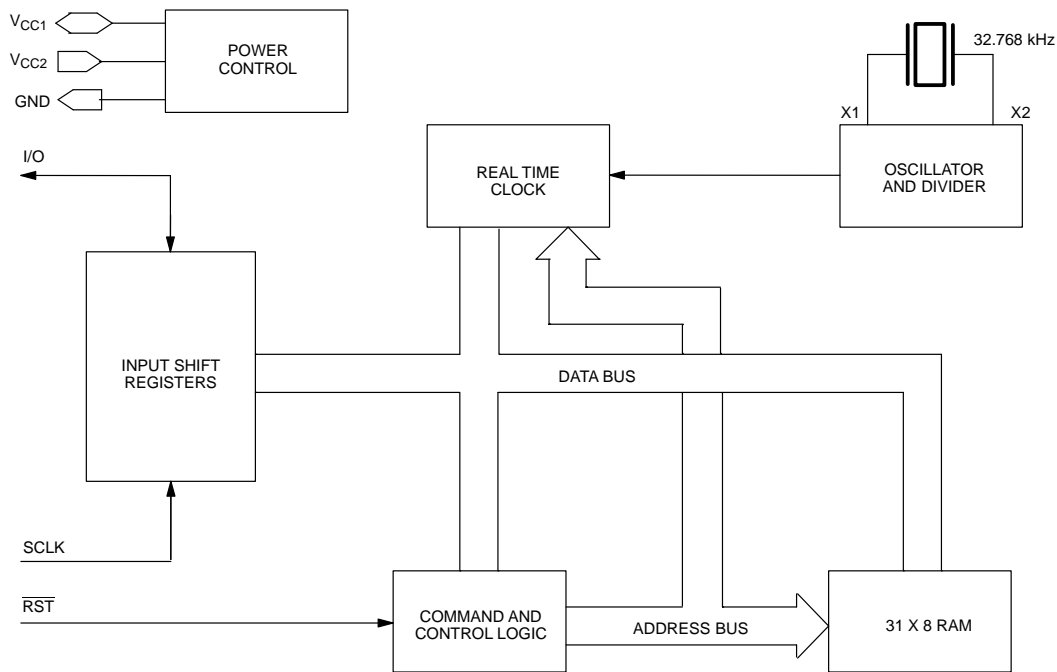 VCC1
POWER
CONTROL
VCC2
GND
32.768 kHz
X1
X2
I/O
REAL TIME
CLOCK
OSCILLATOR
AND DIVIDER
INPUT SHIFT
REGISTERS
DATA BUS
SCLK
RST
COMMAND AND
CONTROL LOGIC
ADDRESS BUS
31 X 8 RAM